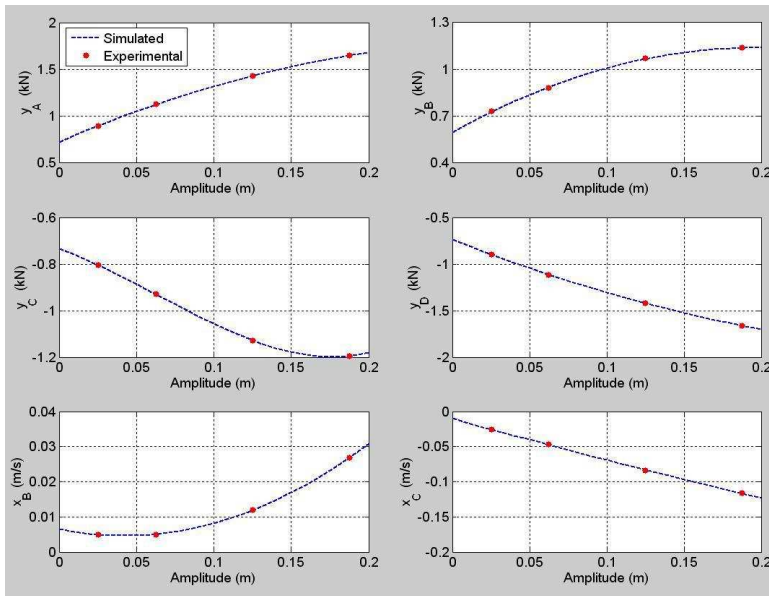 2
1.5
1
0.5
y_A (kN)
Simulated
Experimental
0 0.05 0.1 0.15 0.2
Amplitude (m)
1.3
1
0.7
0.4
y_B (kN)
0 0.05 0.1 0.15 0.2
Amplitude (m)
-0.6
-0.8
-1
-1.2
y_C (kN)
0 0.05 0.1 0.15 0.2
Amplitude (m)
-0.5
-1
-1.5
-2
y_D (kN)
0 0.05 0.1 0.15 0.2
Amplitude (m)
0.04
0.03
0.02
0.01
0
x_B (m/s)
0 0.05 0.1 0.15 0.2
Amplitude (m)
0
-0.05
-0.1
-0.15
-0.2
x_C (m/s)
0 0.05 0.1 0.15 0.2
Amplitude (m)